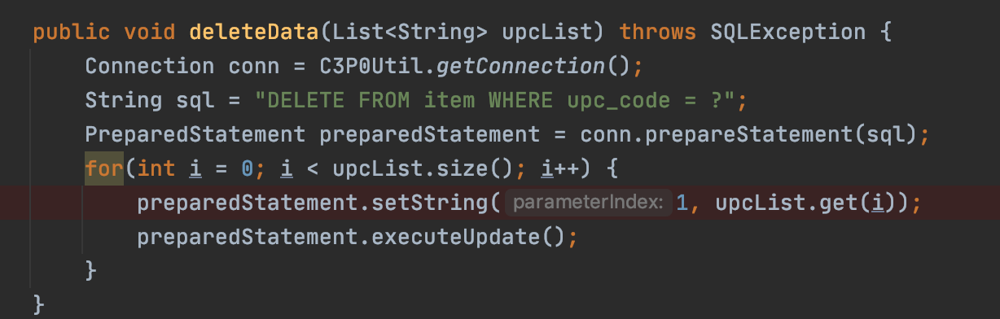 public void deleteData(List<String> upcList) throws SQLException {
    Connection conn = C3P0Util.getConnection();
    String sql = "DELETE FROM item WHERE upc_code = ?";
    PreparedStatement preparedStatement = conn.prepareStatement(sql);
    for(int i = 0; i < upcList.size(); i++) {
        preparedStatement.setString( parameterIndex: 1, upcList.get(i));
        preparedStatement.executeUpdate();
    }
}